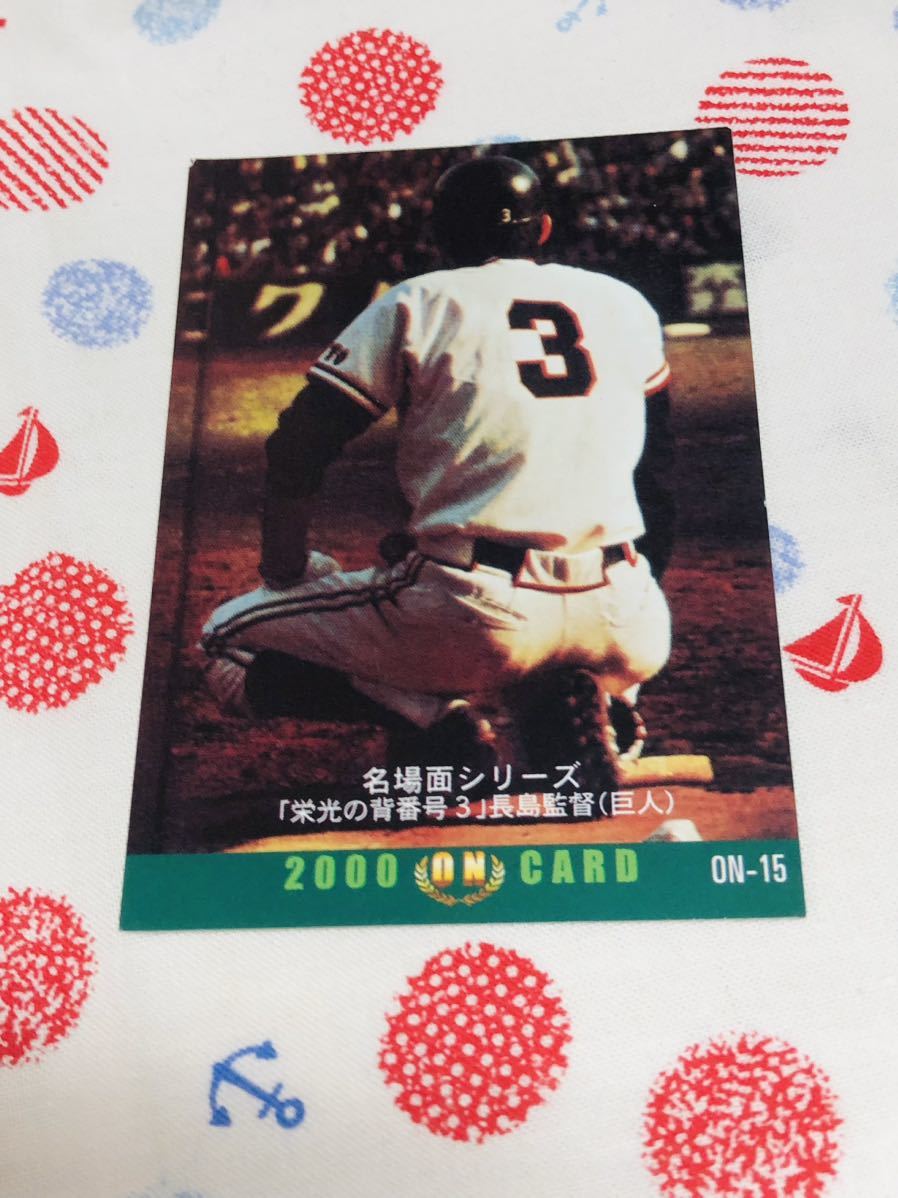 3
3
ク
名場面シリーズ
「栄光の背番号3」長島監督(巨人)
2000 ON CARD ON-15